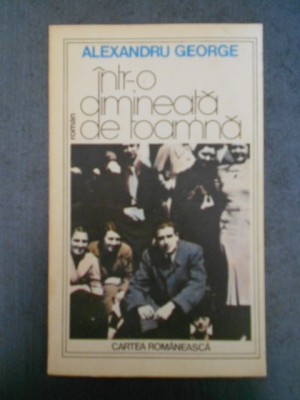 ALEXANDRU GEORGE
într-o
dimineață
de toamnă
roman
CARTEA ROMÂNEASCĂ